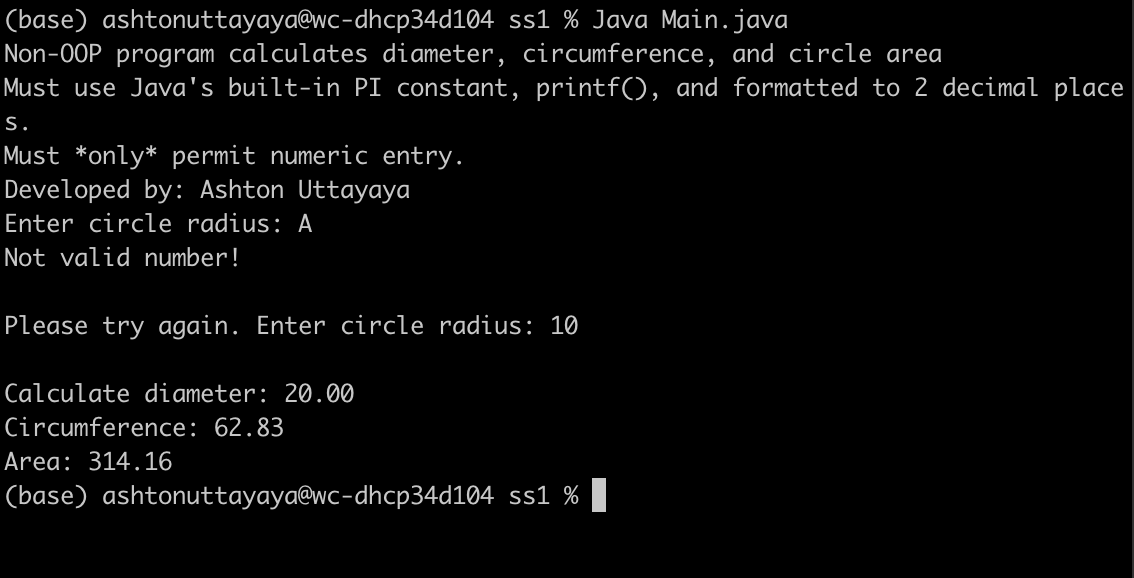 (base) ashtonuttayaya@wc-dhcp34d104 ss1 % Java Main.java
Non-OOP program calculates diameter, circumference, and circle area
Must use Java's built-in PI constant, printf(), and formatted to 2 decimal place
s.
Must *only* permit numeric entry.
Developed by: Ashton Uttayaya
Enter circle radius: A
Not valid number!
Please try again. Enter circle radius: 10
Calculate diameter: 20.00
Circumference: 62.83
Area: 314.16
(base) ashtonuttayaya@wc-dhcp34d104 ss1 %